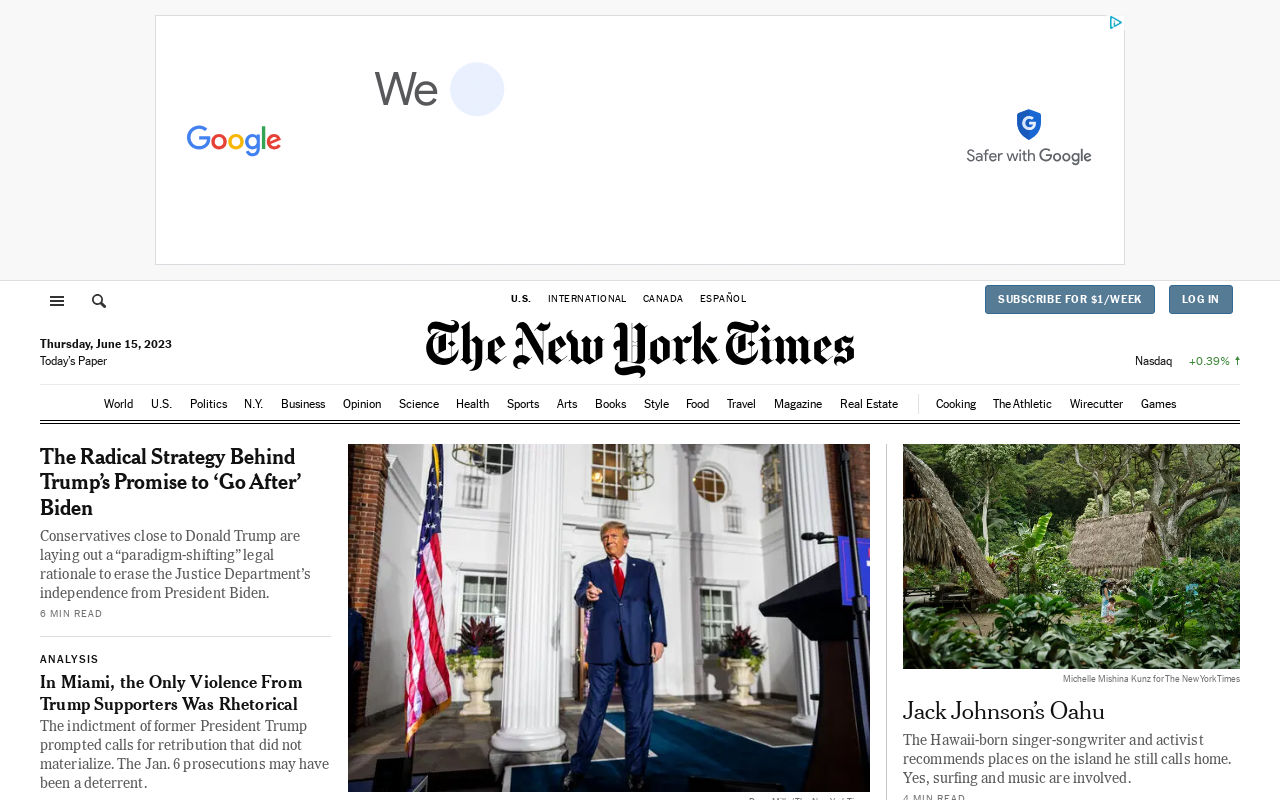 We
Google
G
Safer with Google
U.S. INTERNATIONAL CANADA ESPAÑOL
SUBSCRIBE FOR $1/WEEK
LOG IN
The New York Times
Thursday, June 15, 2023
Today's Paper
Nasdaq +0.39% ↑
World U.S. Politics N.Y. Business Opinion Science Health Sports Arts Books Style Food Travel Magazine Real Estate Cooking The Athletic Wirecutter Games
The Radical Strategy Behind
Trump’s Promise to ‘Go After’
Biden
Conservatives close to Donald Trump are
laying out a “paradigm-shifting” legal
rationale to erase the Justice Department’s
independence from President Biden.
6 MIN READ
ANALYSIS
In Miami, the Only Violence From
Trump Supporters Was Rhetorical
The indictment of former President Trump
prompted calls for retribution that did not
materialize. The Jan. 6 prosecutions may have
been a deterrent.
Michelle Mishina Kunz for The New York Times
Jack Johnson’s Oahu
The Hawaii-born singer-songwriter and activist
recommends places on the island he still calls home.
Yes, surfing and music are involved.
4 MIN READ